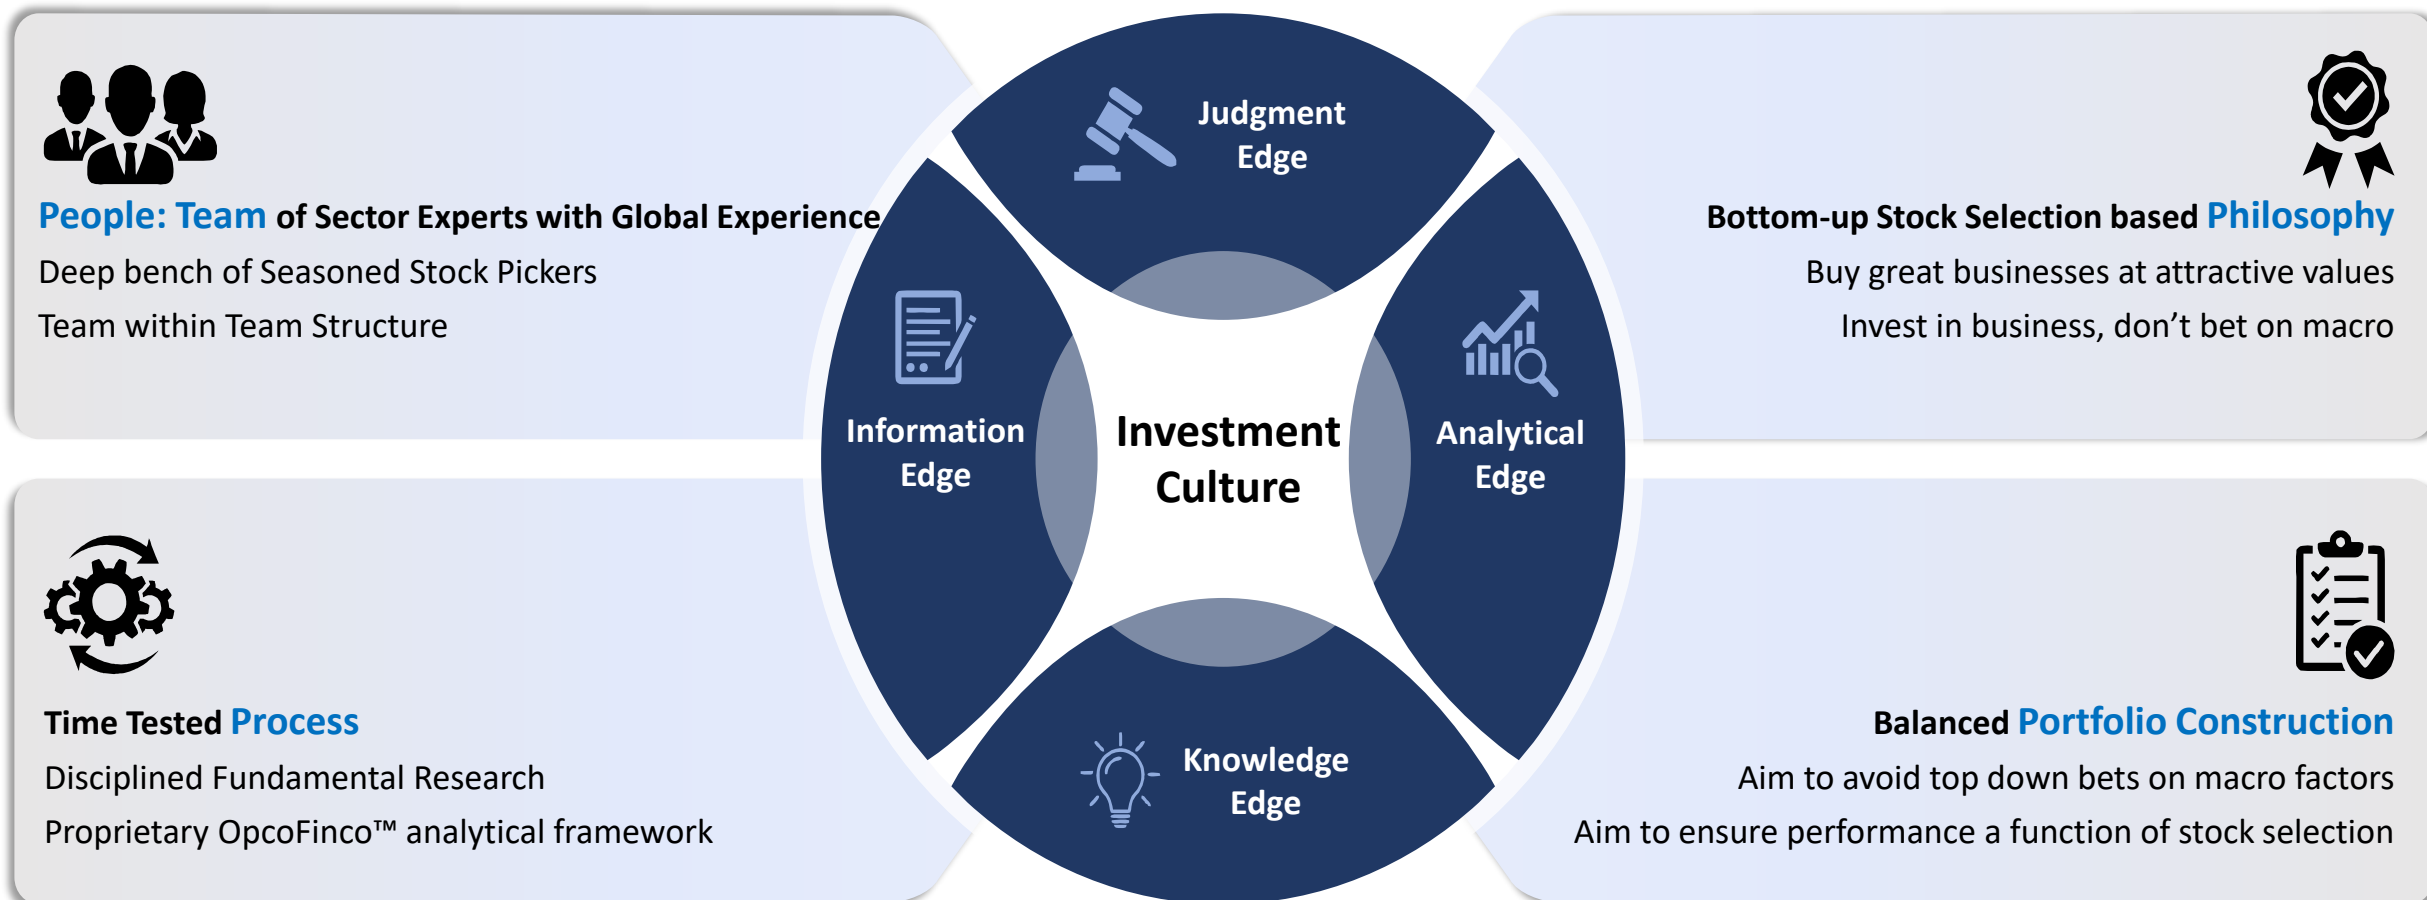 People: Team of Sector Experts with Global Experience
Deep bench of Seasoned Stock Pickers
Team within Team Structure
Judgment
Edge
Bottom-up Stock Selection based Philosophy
Buy great businesses at attractive values
Invest in business, don’t bet on macro
Information
Edge
Investment
Culture
Analytical
Edge
Time Tested Process
Disciplined Fundamental Research
Proprietary OpcoFinco™ analytical framework
Knowledge
Edge
Balanced Portfolio Construction
Aim to avoid top down bets on macro factors
Aim to ensure performance a function of stock selection